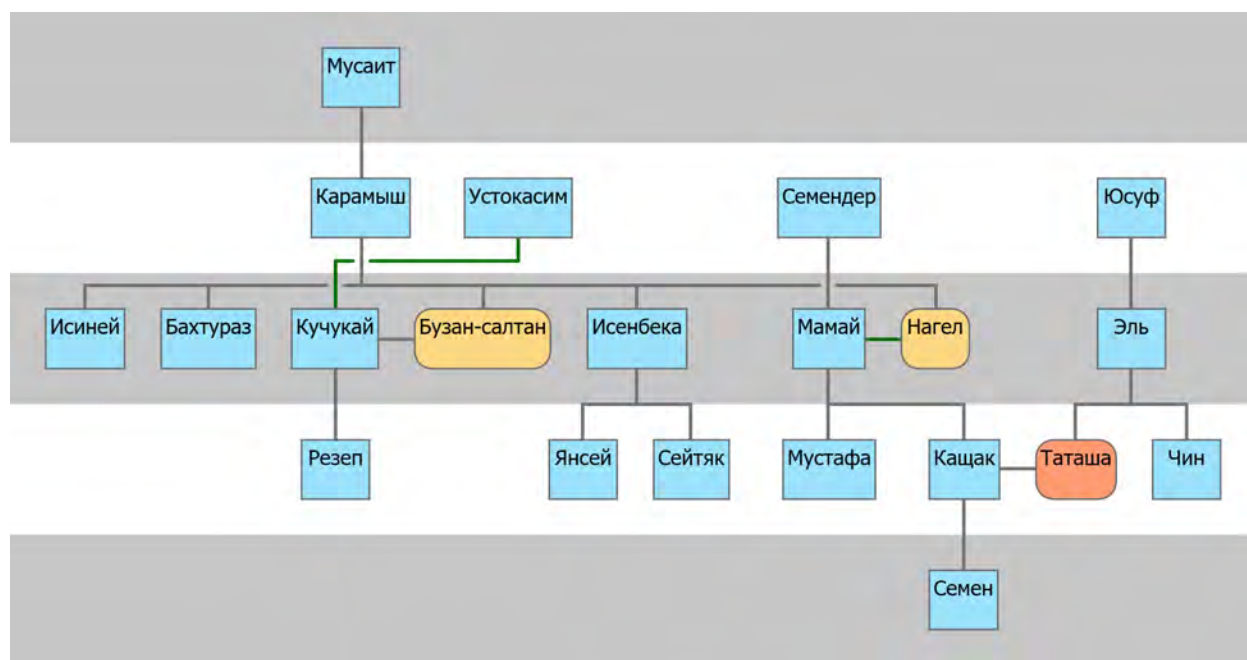 Мусаит
Карамыш
Устокасим
Семендер
Юсуф
Исиней
Бахтураз
Кучукай
Бузан-салтан
Исенбека
Мамай
Нагел
Эль
Резеп
Янсей
Сейтяк
Мустафа
Кащак
Таташа
Чин
Семен